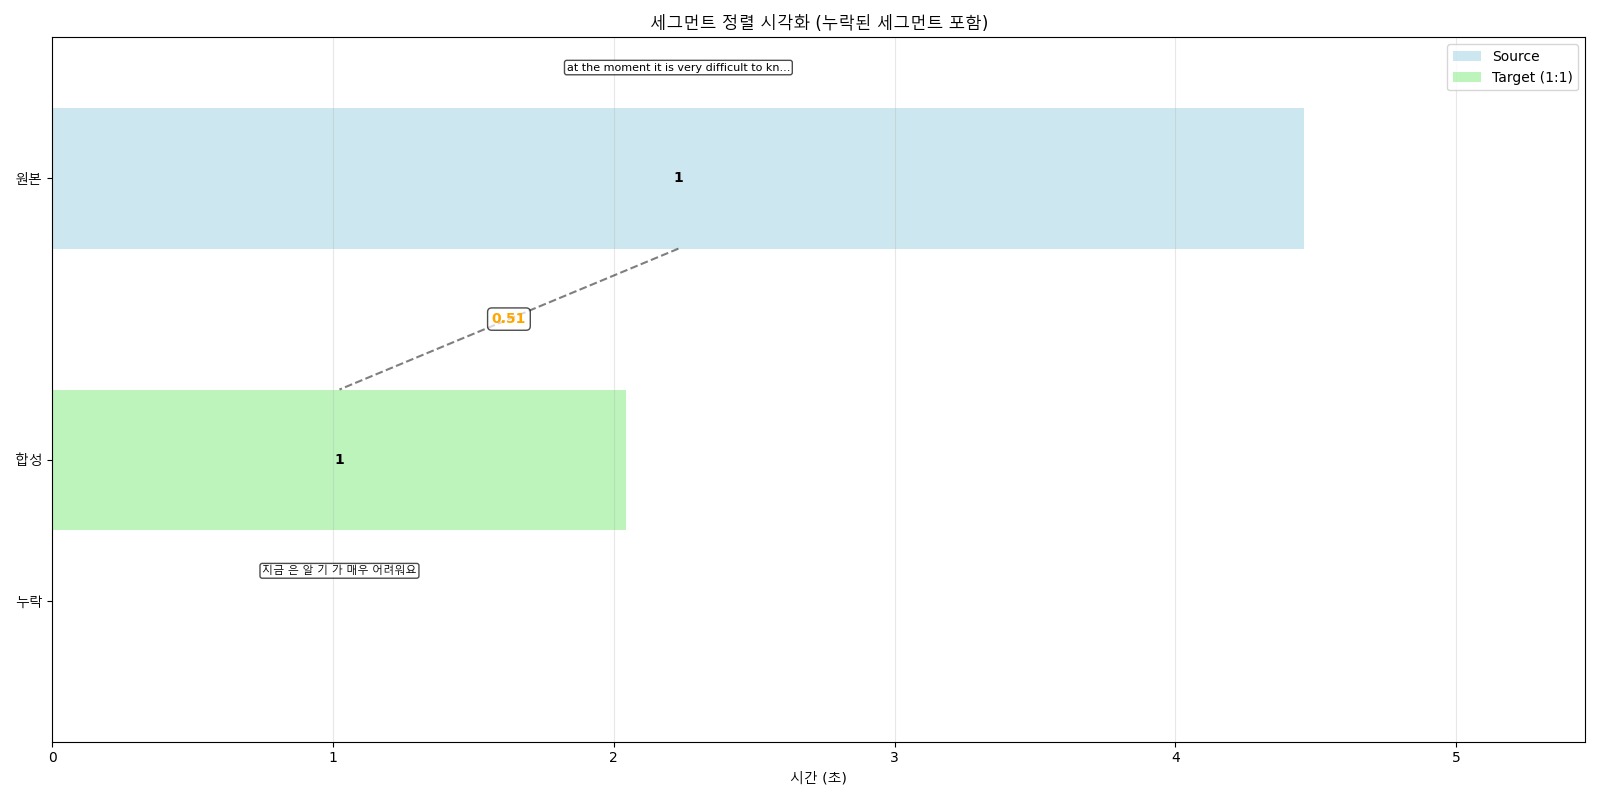 세그먼트 정렬 시각화 (누락된 세그먼트 포함)
at the moment it is very difficult to kn...
Source
Target (1:1)
원본
1
0.51
합성
1
지금 은 알 기 가 매우 어려워요
누락
0 1 2 3 4 5
시간 (초)